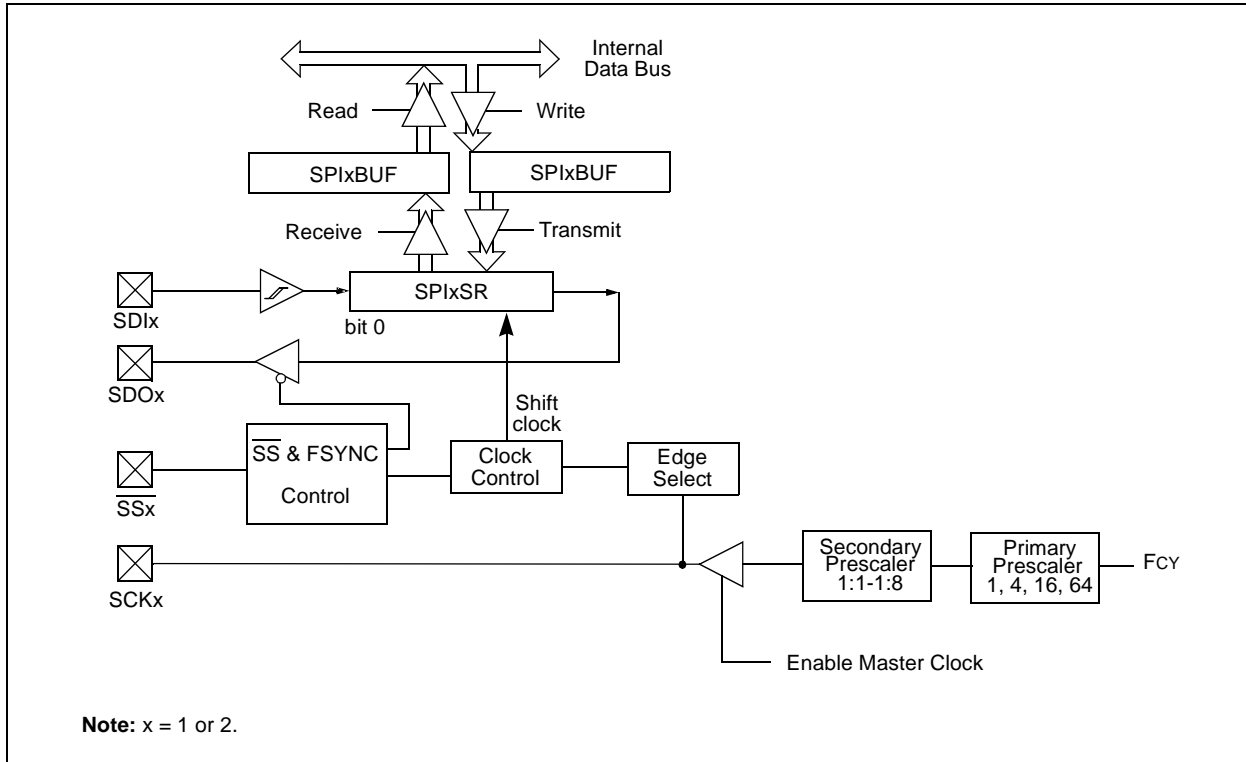 Internal
Data Bus
Read
Write
SPIxBUF
SPIxBUF
Receive
Transmit
SPIxSR
SDIx
bit 0
SDOx
Shift
clock
SS & FSYNC
Control
Clock
Control
Edge
Select
SSx
Secondary
Prescaler
1:1-1:8
Primary
Prescaler
1, 4, 16, 64
FCY
SCKx
Enable Master Clock
Note: x = 1 or 2.